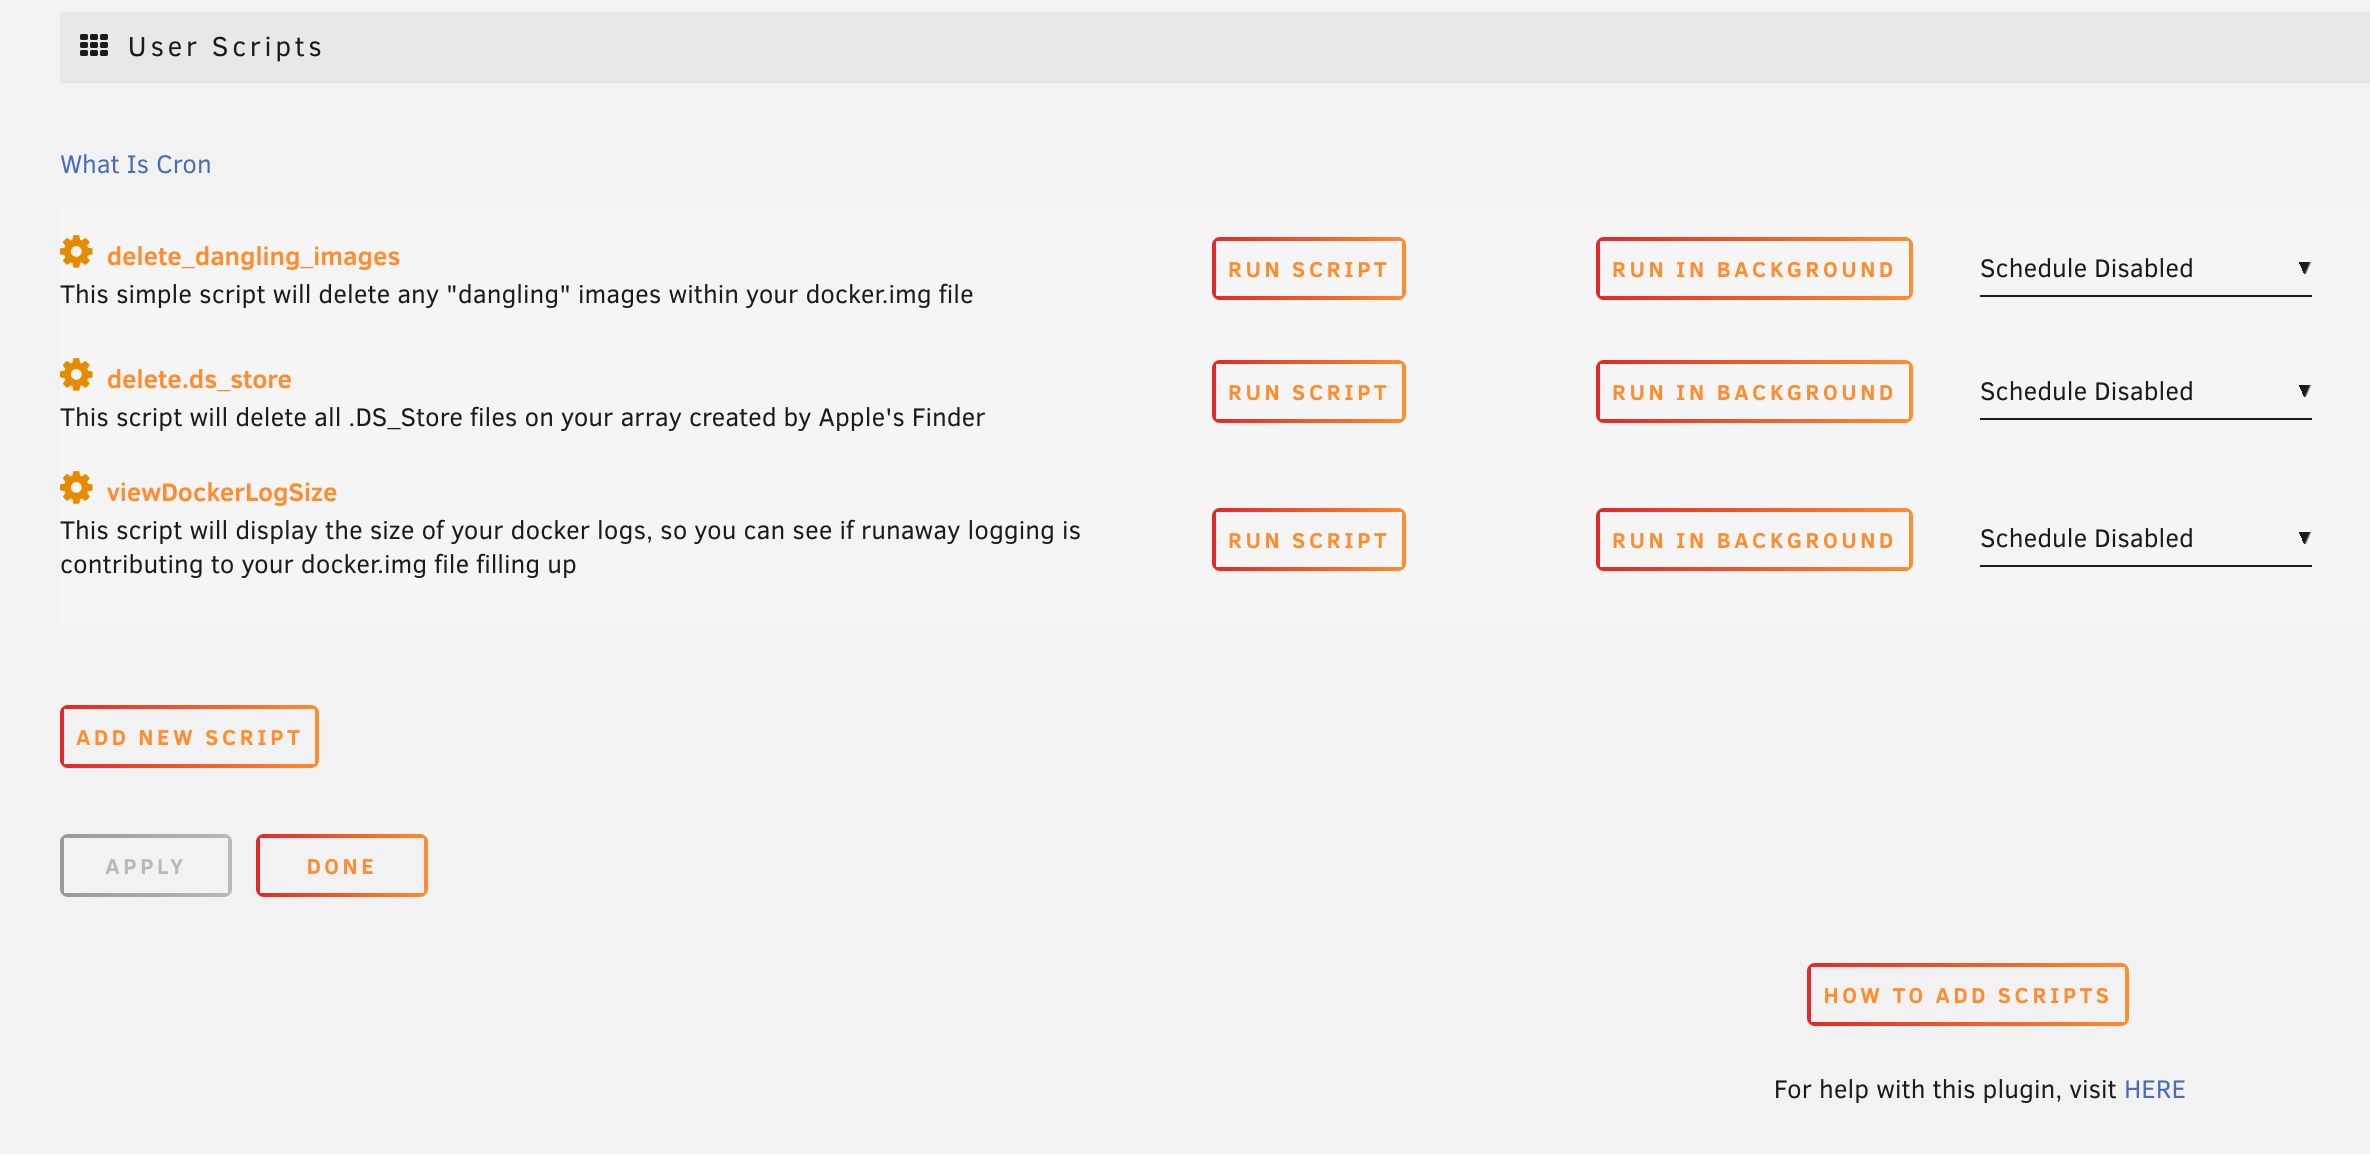 User Scripts
What Is Cron
delete_dangling_images
This simple script will delete any "dangling" images within your docker.img file
RUN SCRIPT
RUN IN BACKGROUND
Schedule Disabled
delete.ds_store
This script will delete all .DS_Store files on your array created by Apple's Finder
RUN SCRIPT
RUN IN BACKGROUND
Schedule Disabled
viewDockerLogSize
This script will display the size of your docker logs, so you can see if runaway logging is
contributing to your docker.img file filling up
RUN SCRIPT
RUN IN BACKGROUND
Schedule Disabled
ADD NEW SCRIPT
APPLY
DONE
HOW TO ADD SCRIPTS
For help with this plugin, visit HERE